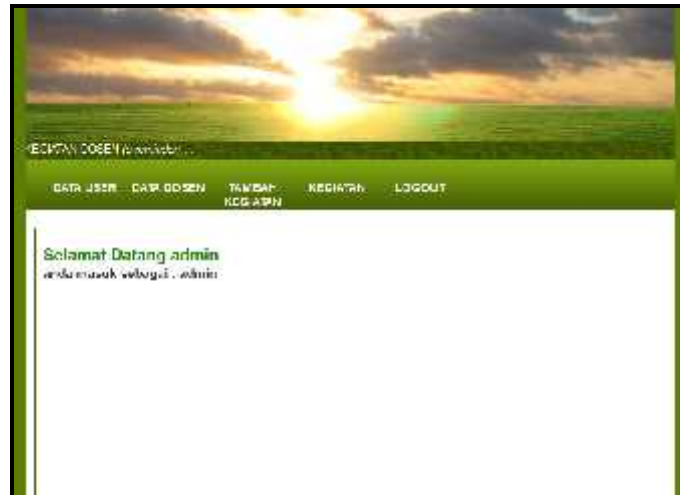 KEGIATAN DOSEN
DATA USER DATA DOSEN TAMBAH KEGIATAN KEGIATAN LOGOUT
Selamat Datang admin
anda masuk sebagai : admin